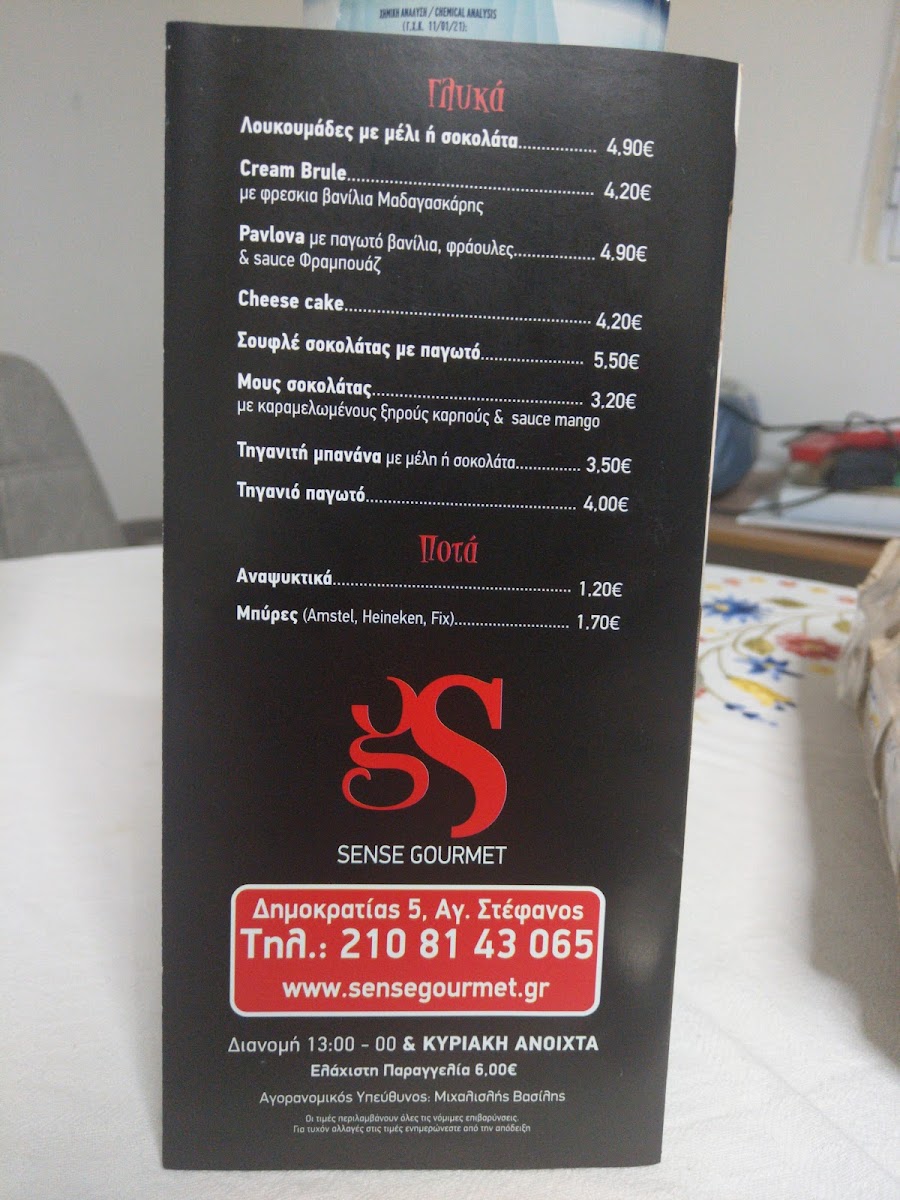 ΧΗΜΙΚΗ ΑΝΑΛΥΣΗ / CHEMICAL ANALYSIS
(Γ.Χ.Κ. 11/01/21):
Γλυκά
Λουκουμάδες με μέλι ή σοκολάτα.................. 4,90€
Cream Brule.......................................................... 4,20€
με φρεσκια βανίλια Μαδαγασκάρης
Pavlova με παγωτό βανίλια, φράουλες................... 4,90€
& sauce Φραμπουάζ
Cheese cake.......................................................... 4,20€
Σουφλέ σοκολάτας με παγωτό........................ 5,50€
Μους σοκολάτας.................................................. 3,20€
με καραμελωμένους ξηρούς καρπούς & sauce mango
Τηγανιτή μπανάνα με μέλη ή σοκολάτα............... 3,50€
Τηγανιό παγωτό.................................................. 4,00€
Ποτά
Αναψυκτικά......................................................... 1,20€
Μπύρες (Amstel, Heineken, Fix)........................... 1,70€
gS
SENSE GOURMET
Δημοκρατίας 5, Αγ. Στέφανος
Τηλ.: 210 81 43 065
www.sensegourmet.gr
Διανομή 13:00 - 00 & ΚΥΡΙΑΚΗ ΑΝΟΙΧΤΑ
Ελάχιστη Παραγγελία 6,00€
Αγορανομικός Υπεύθυνος: Μιχαλισλής Βασίλης
Οι τιμές περιλαμβάνουν όλες τις νόμιμες επιβαρύνσεις.
Για τυχόν αλλαγές στις τιμές ενημερώνεστε από την απόδειξη